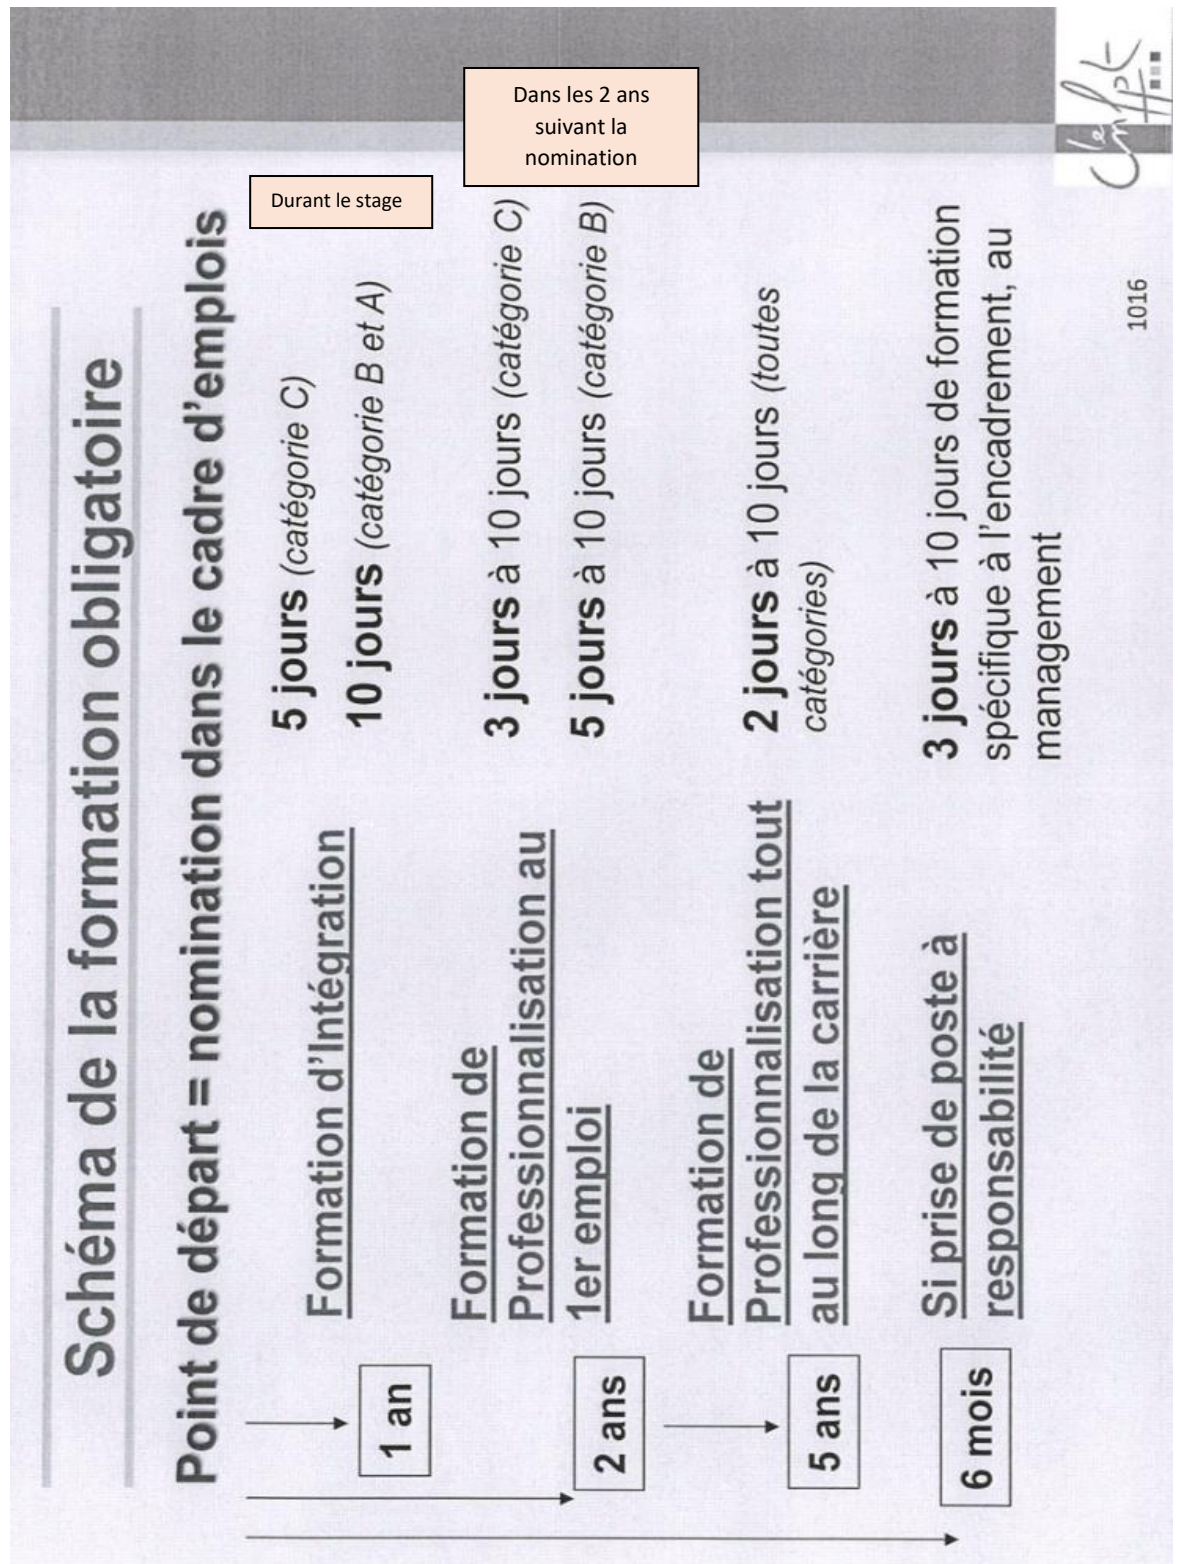 Schéma de la formation obligatoire
Point de départ = nomination dans le cadre d'emplois
Durant le stage
1 an
Formation d'Intégration
5 jours (catégorie C)
10 jours (catégorie B et A)
Dans les 2 ans
suivant la
nomination
2 ans
Formation de
Professionnalisation au
1er emploi
3 jours à 10 jours (catégorie C)
5 jours à 10 jours (catégorie B)
5 ans
Formation de
Professionnalisation tout
au long de la carrière
2 jours à 10 jours (toutes
catégories)
6 mois
Si prise de poste à
responsabilité
3 jours à 10 jours de formation
spécifique à l'encadrement, au
management
1016
le
cnfpt